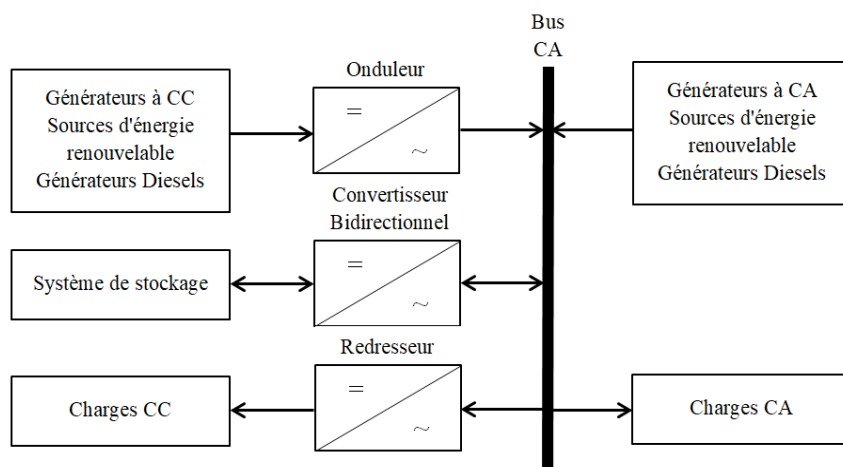 Bus
CA
Onduleur
Générateurs à CC
Sources d'énergie
renouvelable
Générateurs Diesels
=
~
Générateurs à CA
Sources d'énergie
renouvelable
Générateurs Diesels
Convertisseur
Bidirectionnel
Système de stockage
=
~
Redresseur
Charges CC
=
~
Charges CA